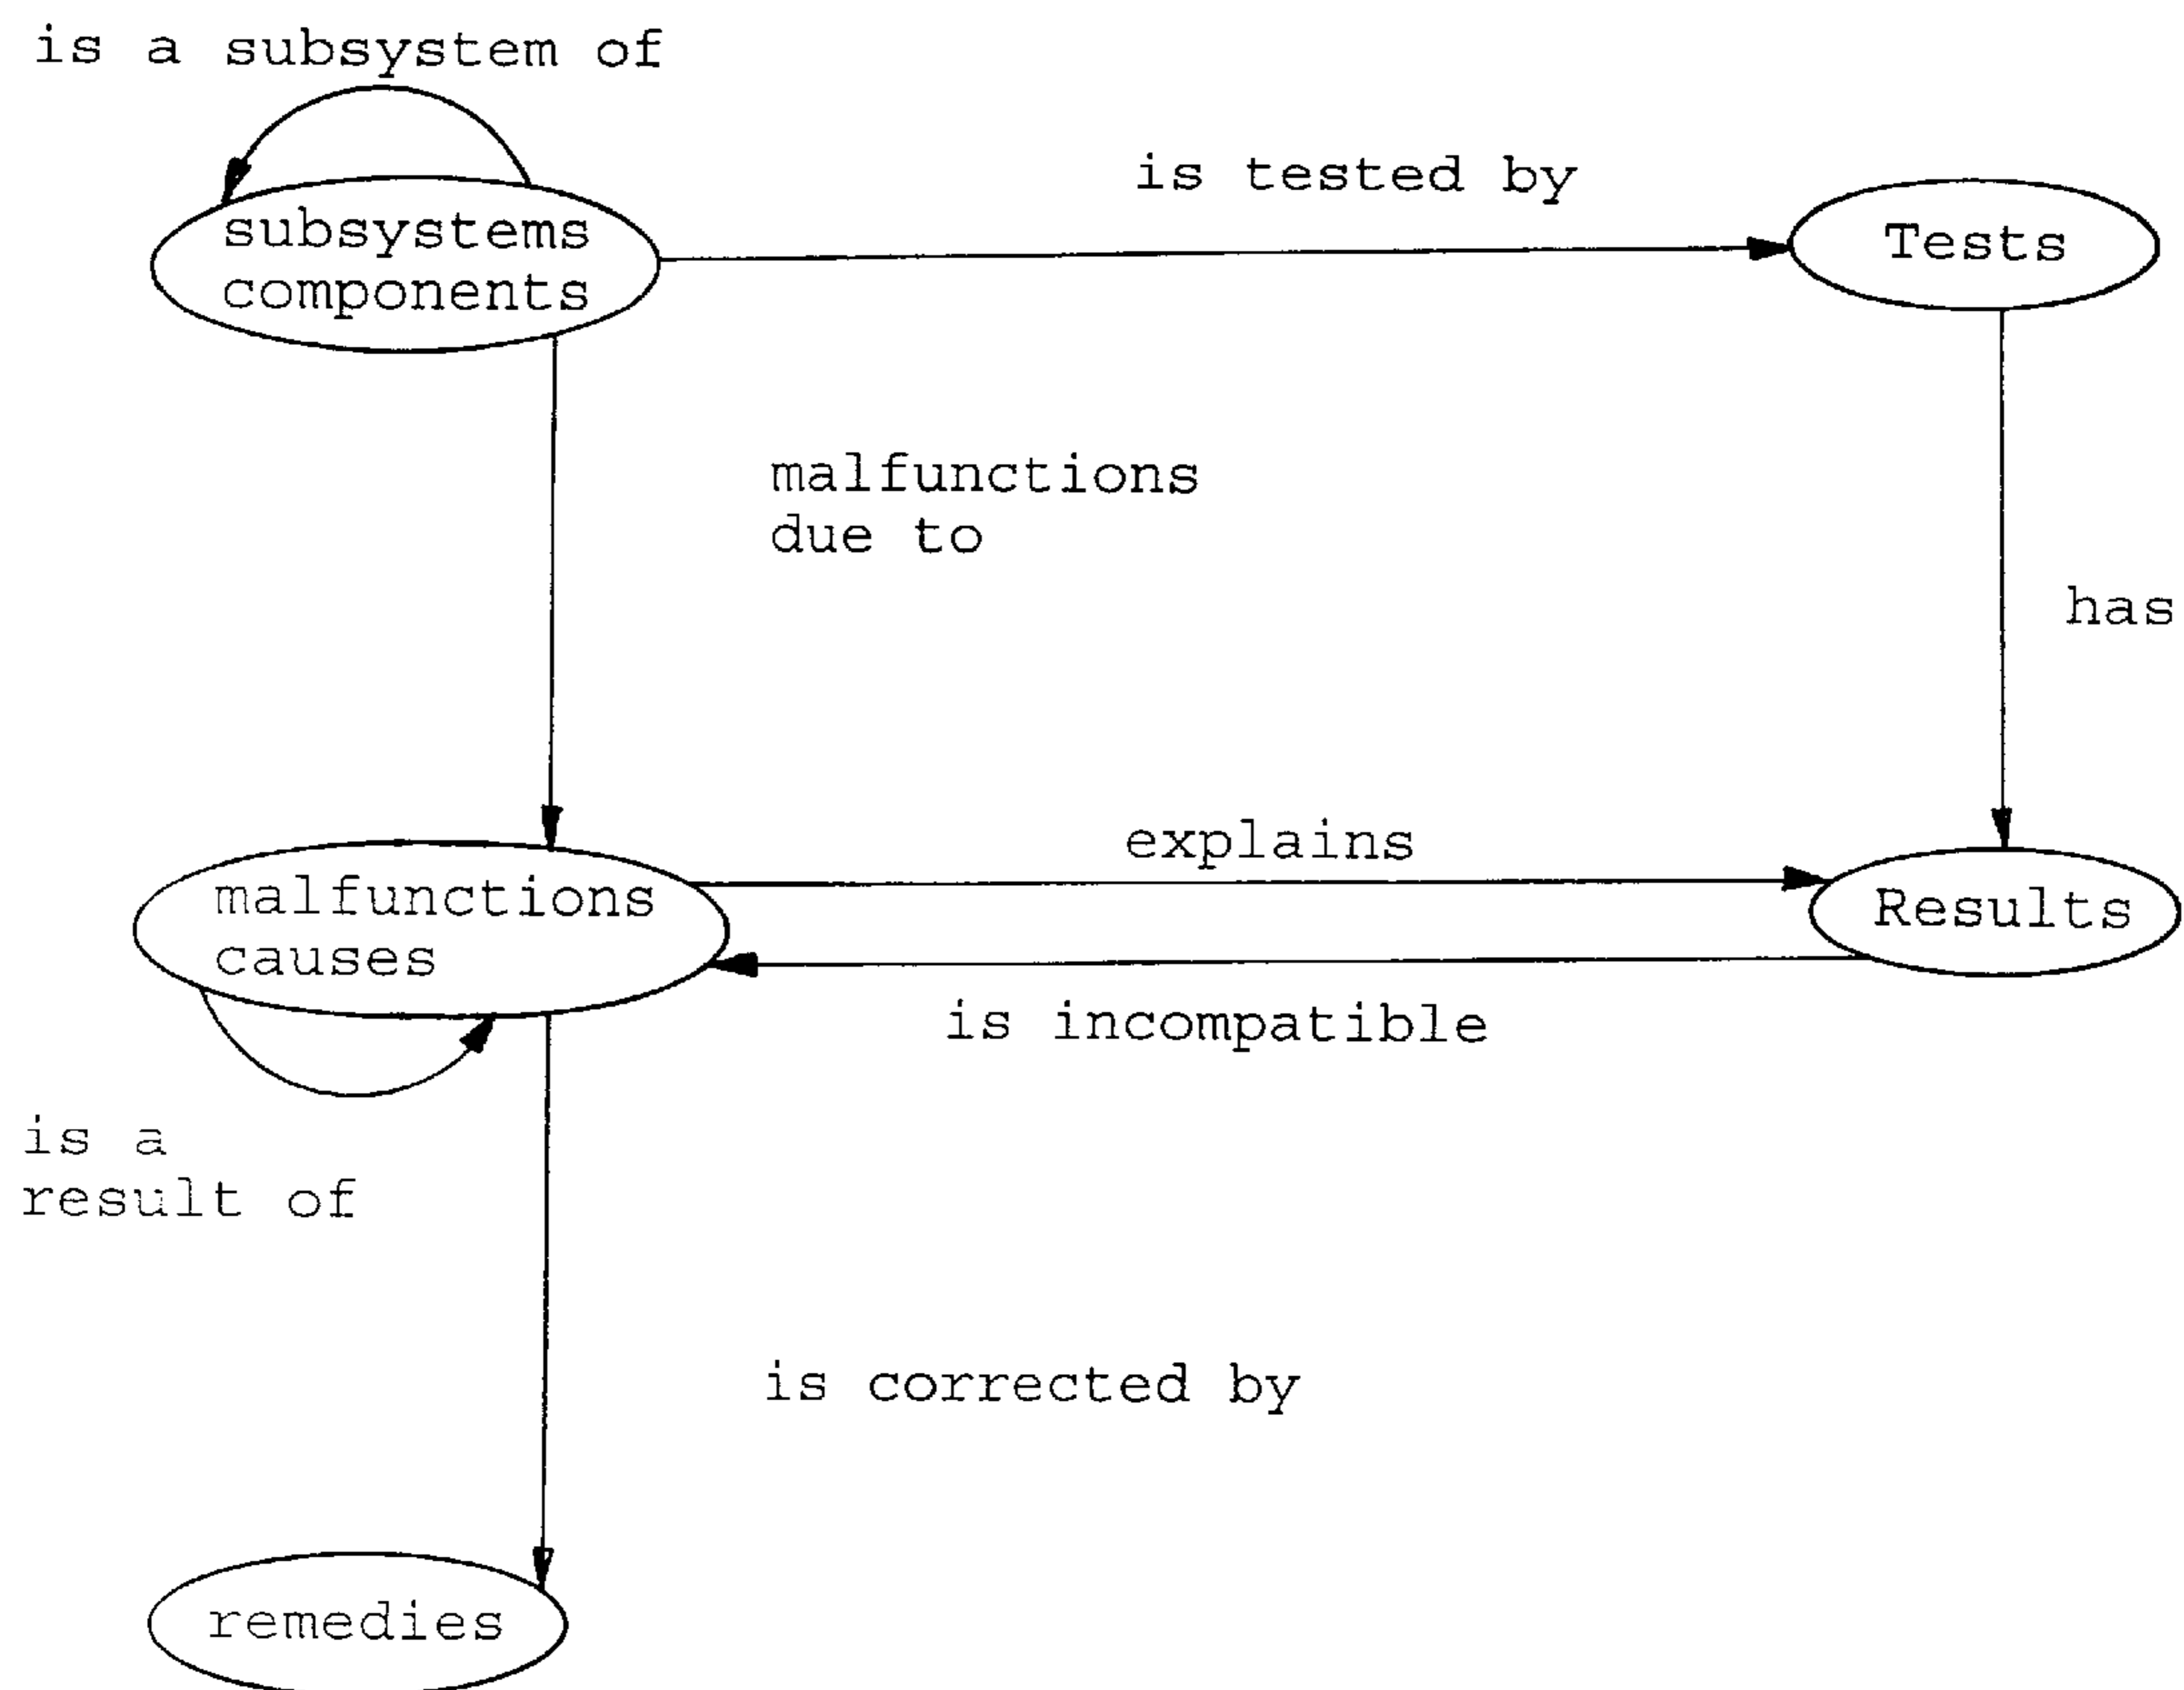 is a subsystem of
is tested by
subsystems
components
Tests
malfunctions
due to
has
explains
malfunctions
causes
Results
is incompatible
is a
result of
is corrected by
remedies